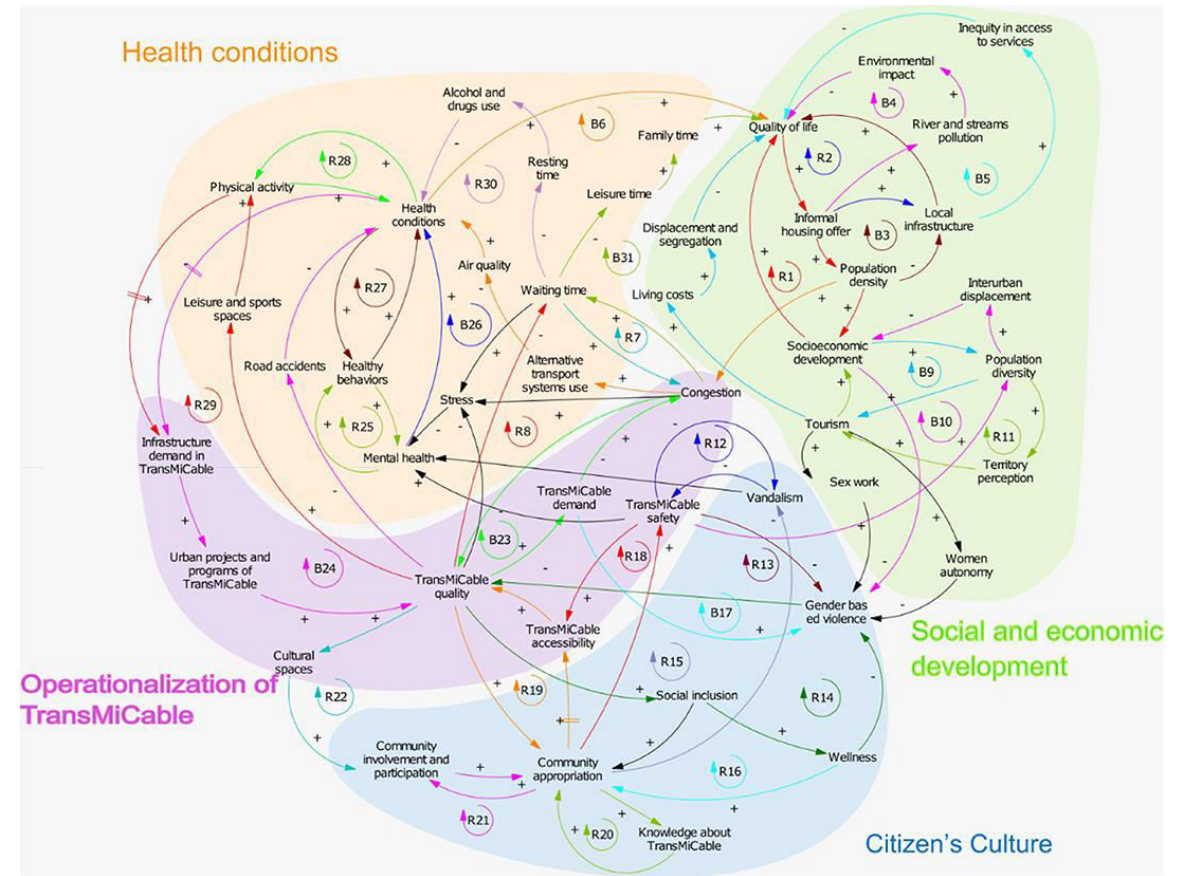 Health conditions
Inequity in access
to services
Environmental
impact
B4
River and streams
pollution
Quality of life
R2
B5
Alcohol and
drugs use
B6
Family time
R28
Resting
time
R30
Physical activity
Leisure time
Health
conditions
Displacement and
segregation
Informal
housing offer
B3
Local
infrastructure
B31
Air quality
R27
Waiting time
Living costs
R1
Population
density
Interurban
displacement
Leisure and sports
spaces
B26
R7
Road accidents
Healthy
behaviors
Alternative
transport
systems use
Socioeconomic
development
B9
Population
diversity
Congestion
Stress
R29
R25
R8
Tourism
B10
R11
Infrastructure
demand in
TransMiCable
Mental health
R12
Territory
perception
Sex work
TransMiCable
demand
TransMiCable
safety
Vandalism
B23
R18
R13
Urban projects and
programs of
TransMiCable
B24
TransMiCable
quality
Women
autonomy
B17
Gender bas
ed violence
TransMiCable
accessibility
Social and economic
development
Cultural
spaces
Operationalization of
TransMiCable
R22
R19
R15
Social inclusion
R14
Community
involvement and
participation
Community
appropriation
R16
Wellness
R21
R20
Knowledge about
TransMiCable
Citizen's Culture